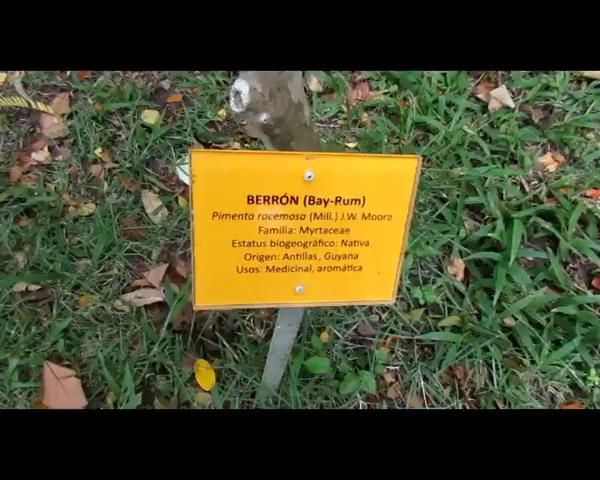 BERRÓN (Bay-Rum)
Pimenta racemosa (Mill.) J.W. Moore
Familia: Myrtaceae
Estatus biogeográfico: Nativa
Origen: Antillas, Guyana
Usos: Medicinal, aromática